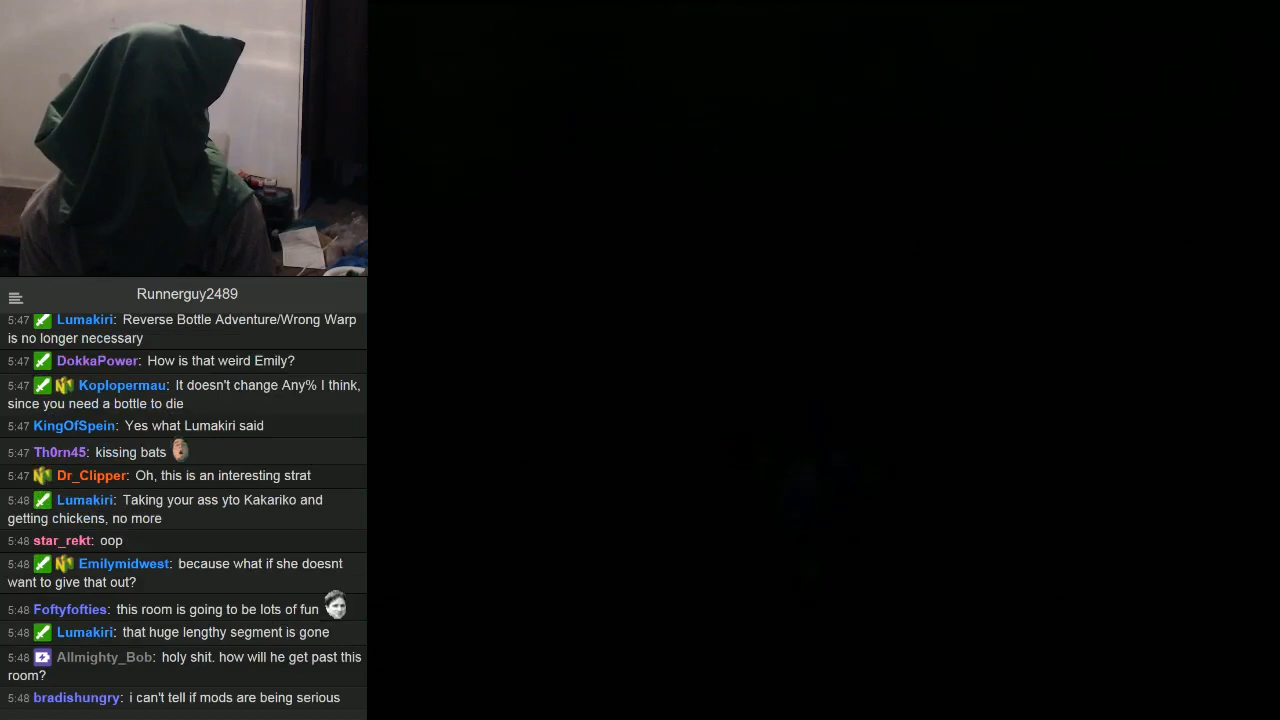 Runnerguy2489
5:47 Lumakiri: Reverse Bottle Adventure/Wrong Warp
is no longer necessary
5:47 DokkaPower: How is that weird Emily?
5:47 Koplopermau: It doesn't change Any% I think,
since you need a bottle to die
5:47 KingOfSpein: Yes what Lumakiri said
5:47 Th0rn45: kissing bats
5:47 Dr_Clipper: Oh, this is an interesting strat
5:48 Lumakiri: Taking your ass yto Kakariko and
getting chickens, no more
5:48 star_rekt: oop
5:48 Emilymidwest: because what if she doesnt
want to give that out?
5:48 Foftyfofties: this room is going to be lots of fun
5:48 Lumakiri: that huge lengthy segment is gone
5:48 Allmighty_Bob: holy shit. how will he get past this
room?
5:48 bradishungry: i can't tell if mods are being serious